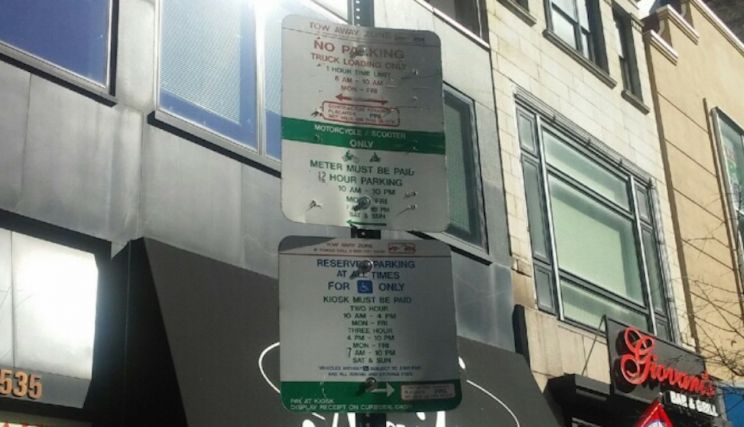 TOW AWAY ZONE
NO PARKING
TRUCK LOADING ONLY
1 HOUR TIME LIMIT
6 AM - 10 AM
MON - FRI
MOTORCYCLE / SCOOTER
ONLY
METER MUST BE PAID
12 HOUR PARKING
10 AM - 10 PM
MON - FRI
7 AM - 10 PM
SAT & SUN
TOW AWAY ZONE
RESERVED PARKING
AT ALL TIMES
FOR ONLY
KIOSK MUST BE PAID
TWO HOUR
10 AM - 4 PM
MON - FRI
THREE HOUR
4 PM - 10 PM
MON - FRI
7 AM - 10 PM
SAT & SUN
PAY AT KIOSK
DISPLAY RECEIPT ON CURBSIDE DASH
535
Giovanni's
BAR & GRILL